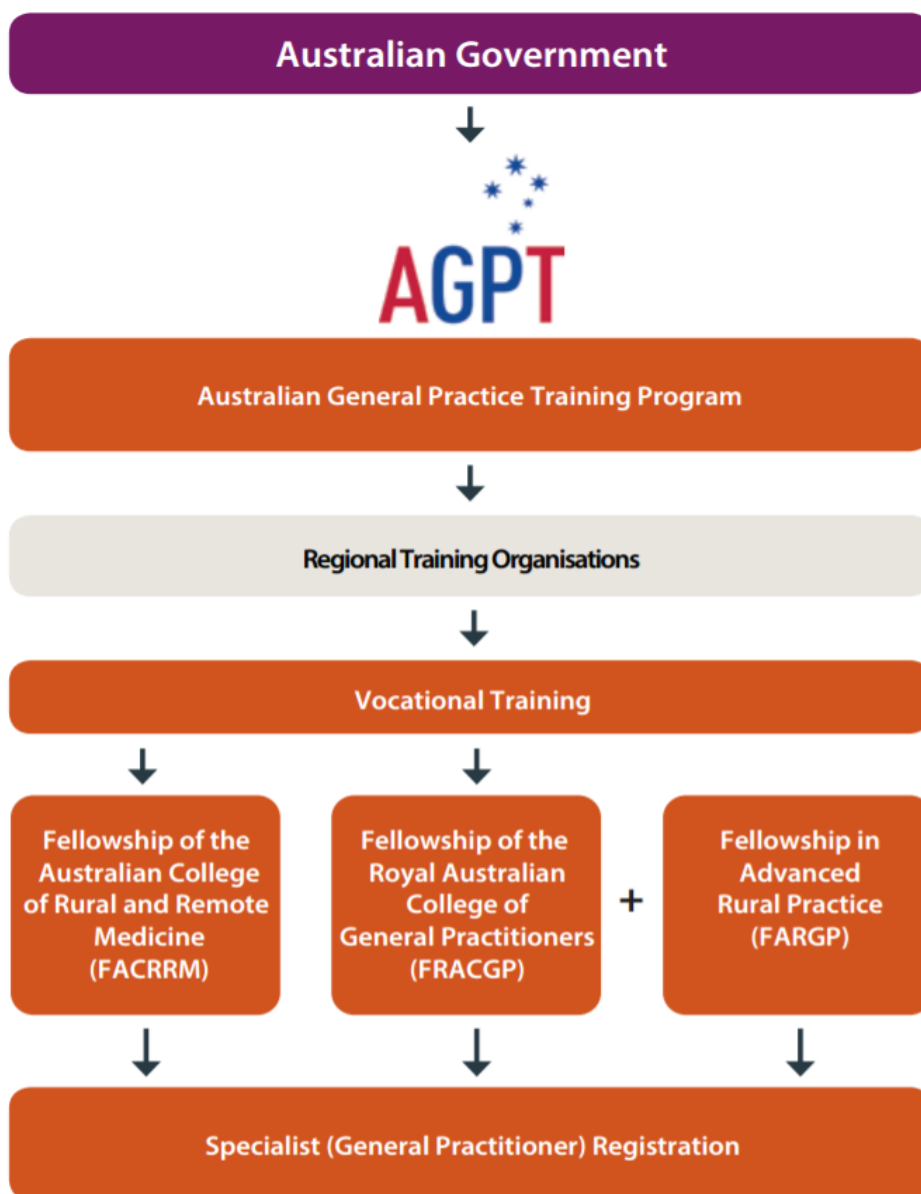 Australian Government
AGPT
Australian General Practice Training Program
Regional Training Organisations
Vocational Training
Fellowship of the
Australian College
of Rural and Remote
Medicine
(FACRRM)
Fellowship of the
Royal Australian
College of
General Practitioners
(FRACGP)
+
Fellowship in
Advanced
Rural Practice
(FARGP)
Specialist (General Practitioner) Registration